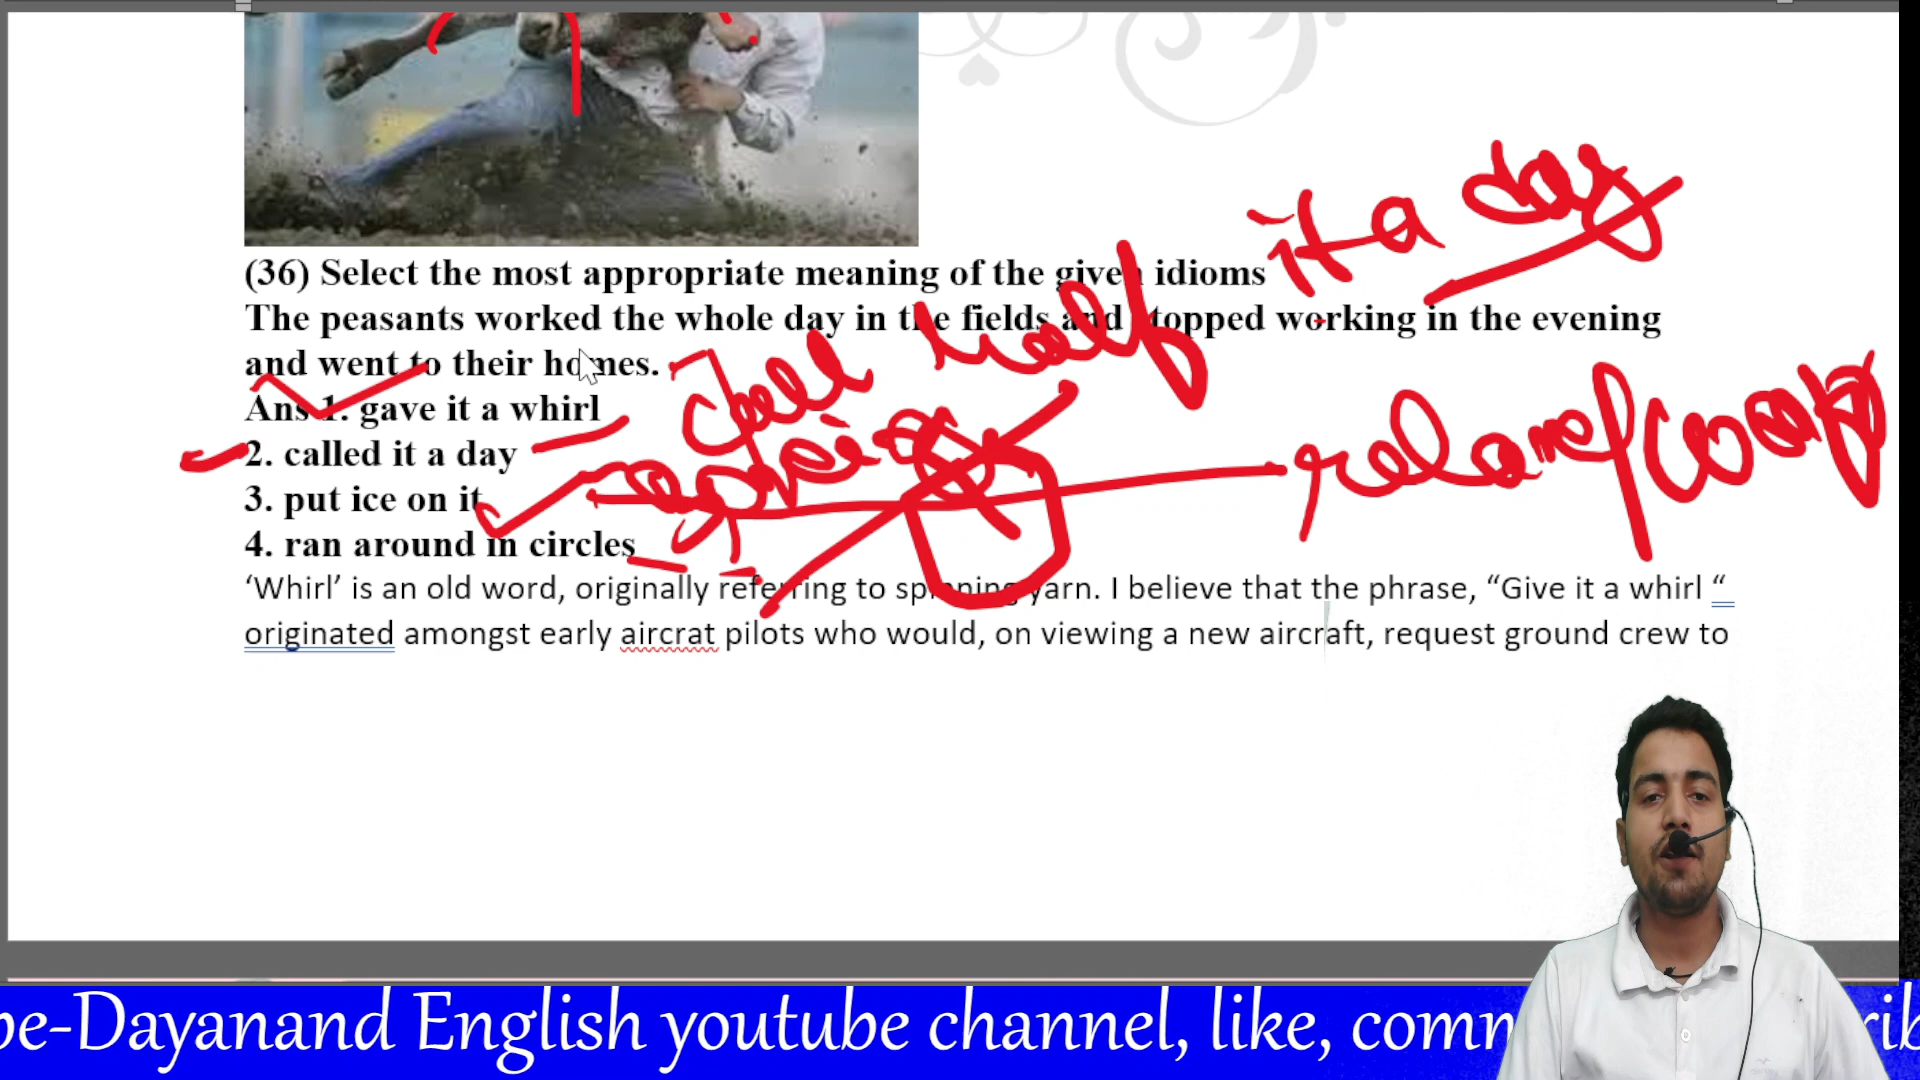 (36) Select the most appropriate meaning of the given idioms
The peasants worked the whole day in the fields and stopped working in the evening
and went to their homes.
Ans 1. gave it a whirl
2. called it a day
3. put ice on it
4. ran around in circles
‘Whirl’ is an old word, originally referring to spinning yarn. I believe that the phrase, “Give it a whirl “
originated amongst early aircrat pilots who would, on viewing a new aircraft, request ground crew to
call half it a day
be-Dayanand English youtube channel, like, comm